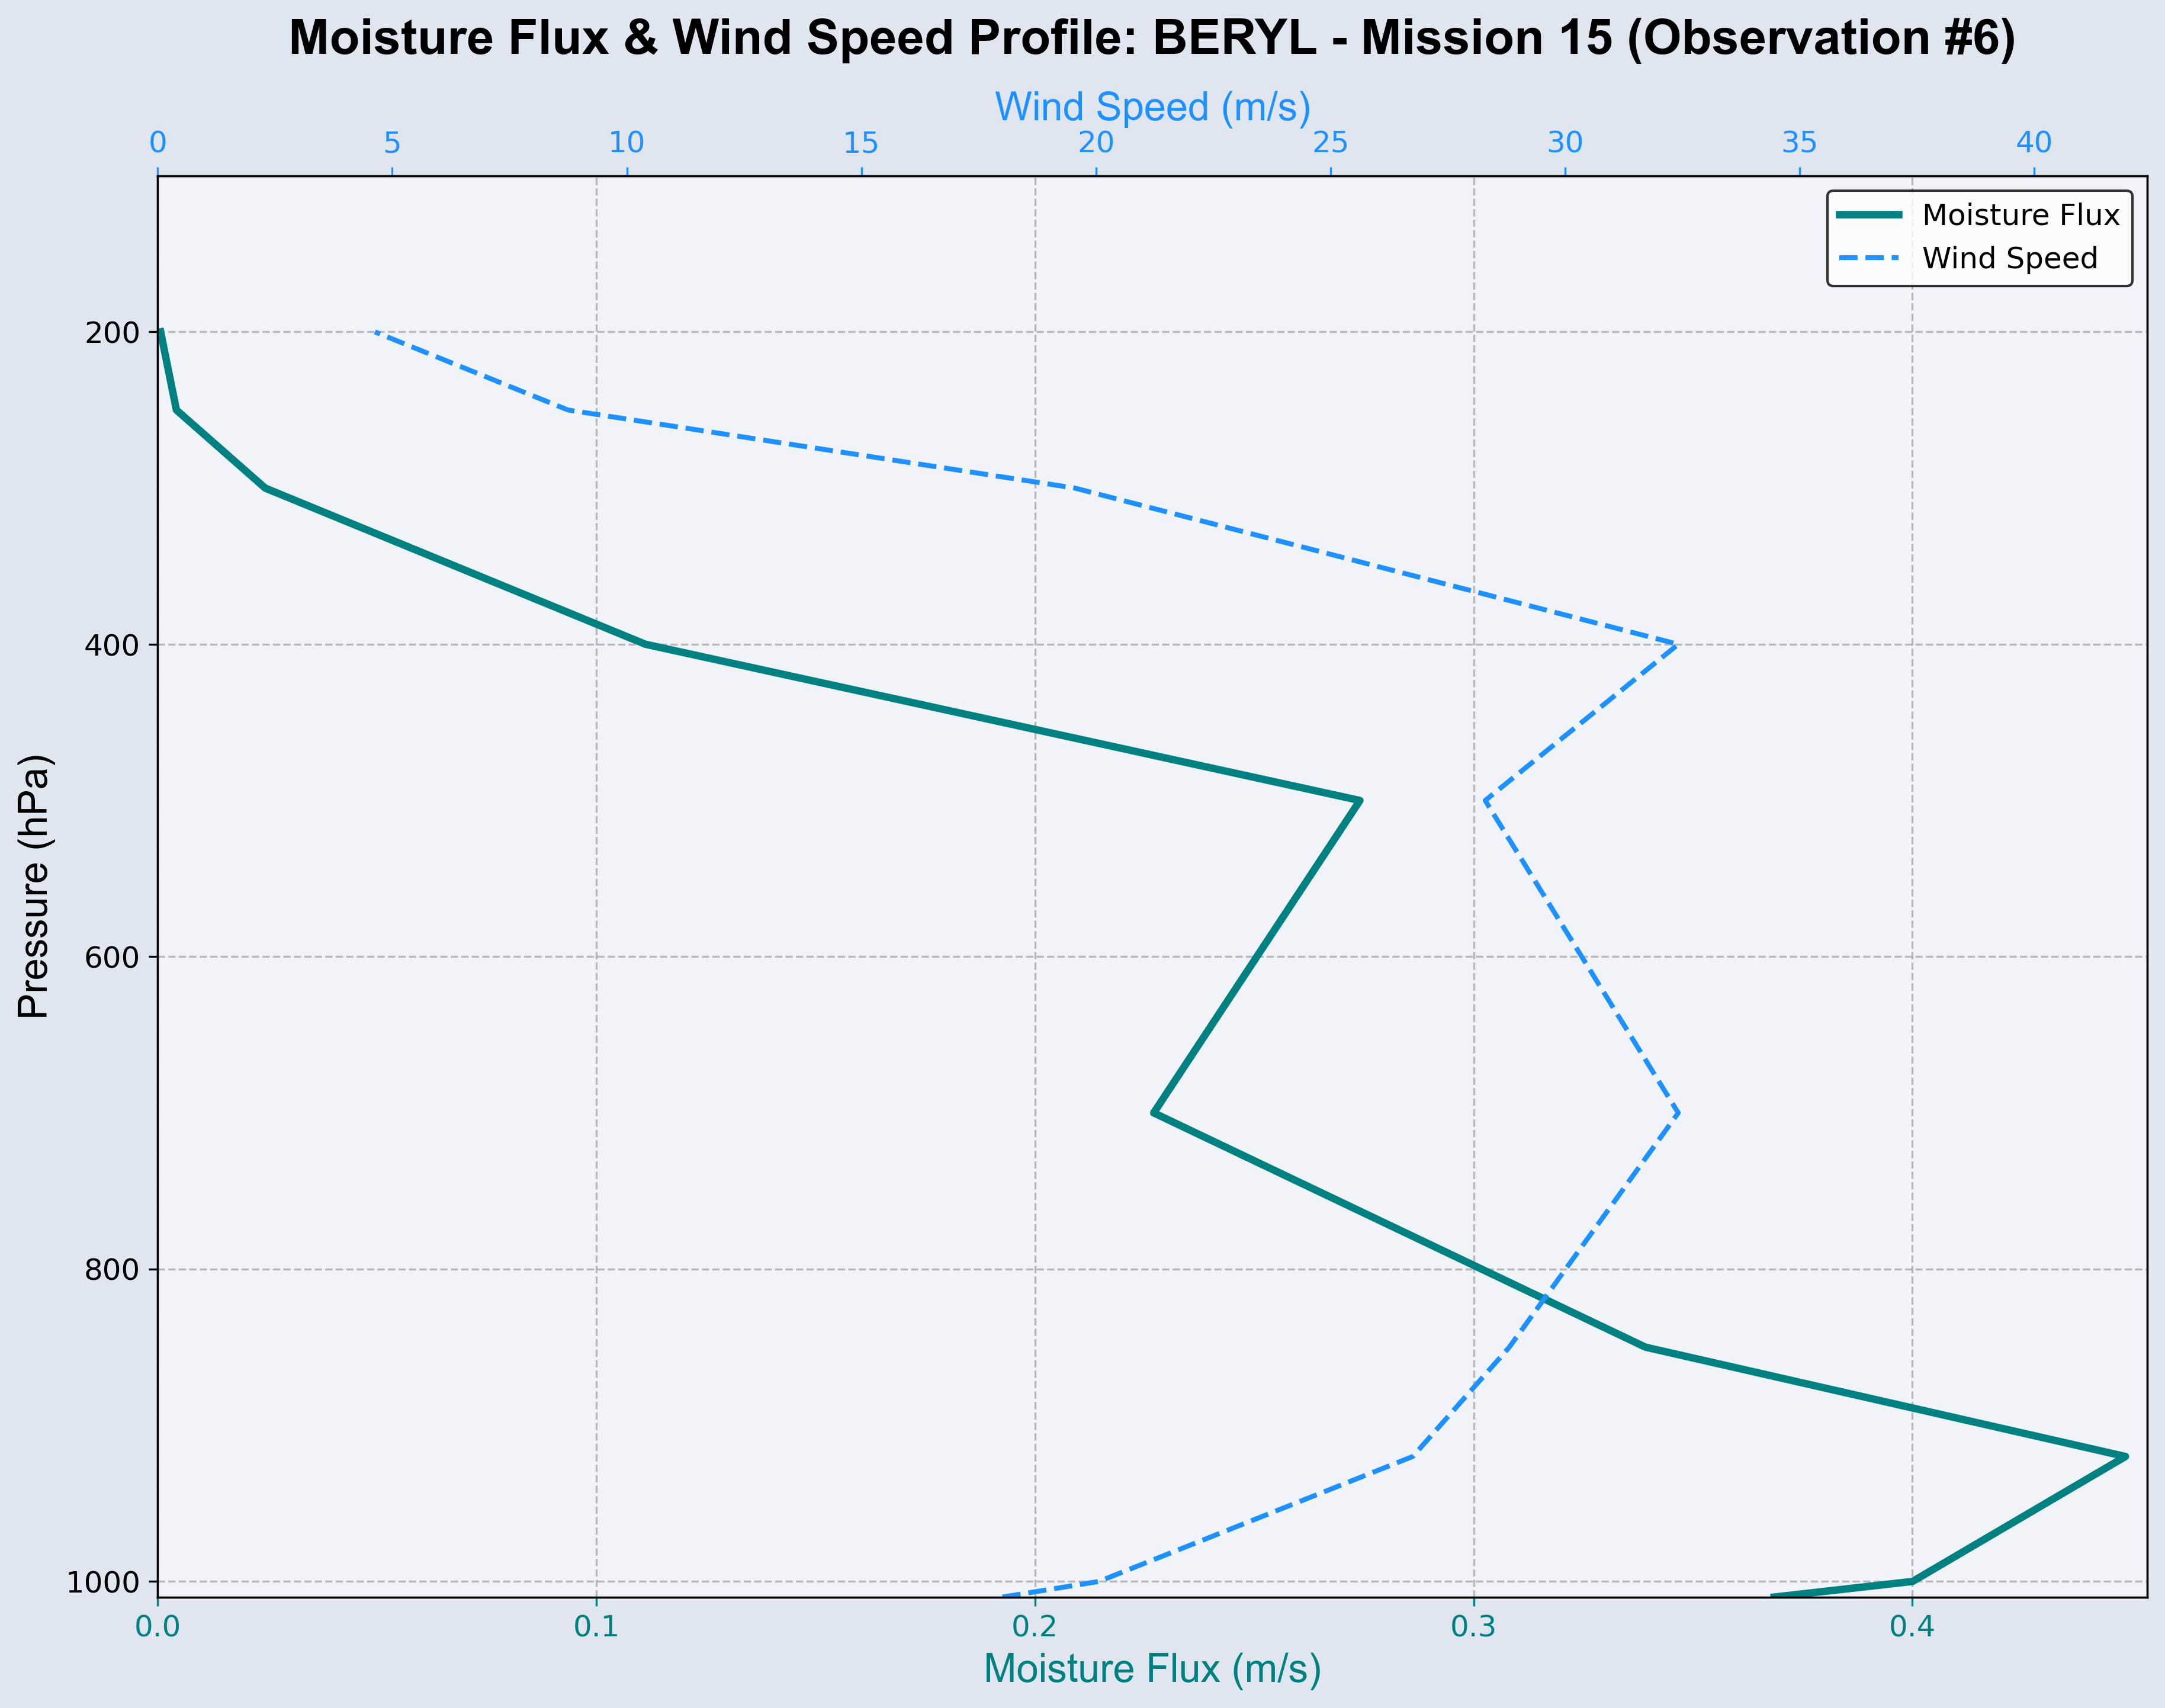 Moisture Flux & Wind Speed Profile: BERYL - Mission 15 (Observation #6)
Wind Speed (m/s)
0 5 10 15 20 25 30 35 40
Moisture Flux
Wind Speed
200
400
600
800
1000
Pressure (hPa)
0.0 0.1 0.2 0.3 0.4
Moisture Flux (m/s)